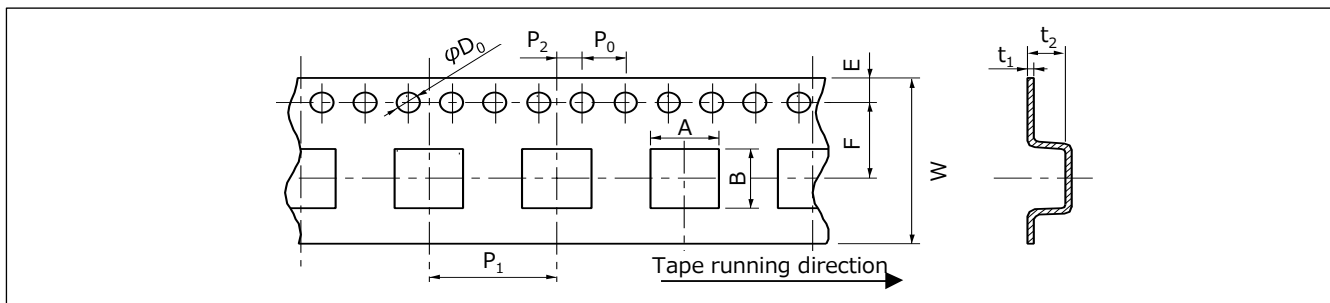 φD₀
P₂
P₀
E
t₂
t₁
A
F
B
W
P₁
Tape running direction